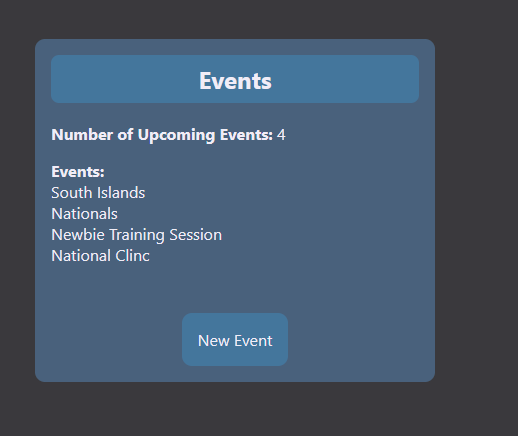 Events
Number of Upcoming Events: 4
Events:
South Islands
Nationals
Newbie Training Session
National Clinc
New Event